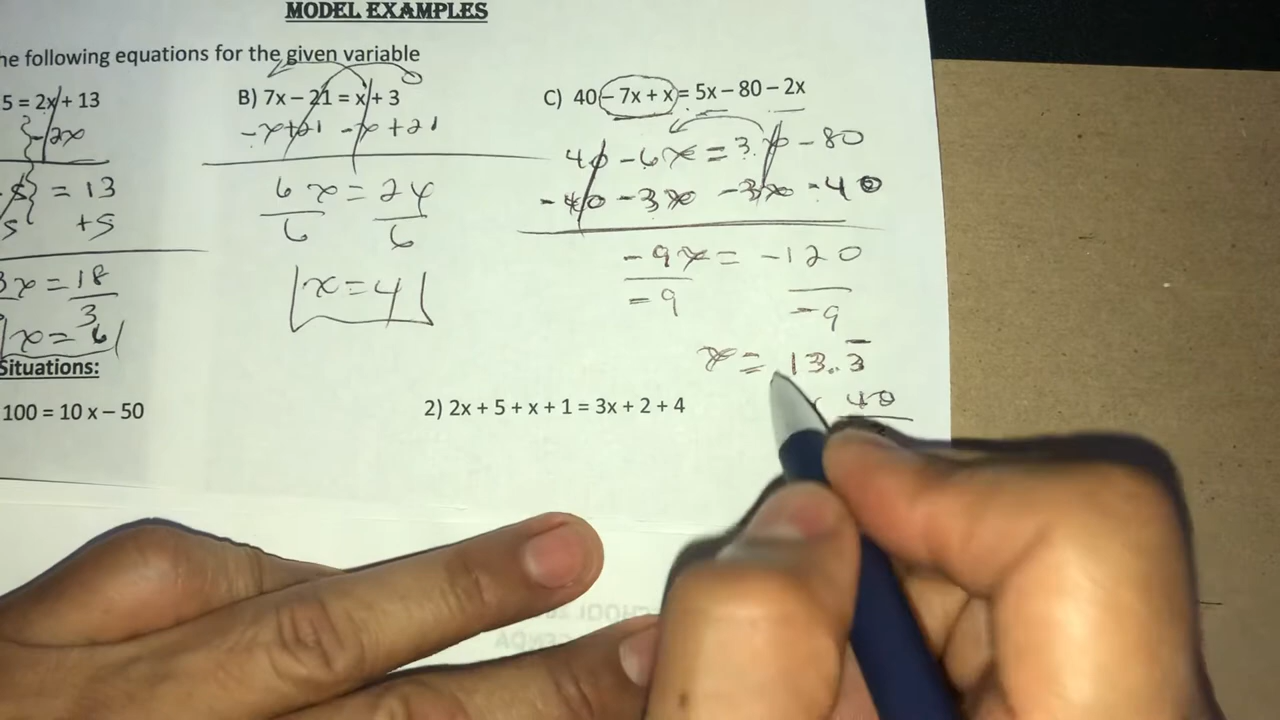 MODEL EXAMPLES
he following equations for the given variable
5 = 2x + 13
- 2x
= 13
+5
3x = 18
3
x = 6
B) 7x – 21 = x + 3
-x +21 -x +21
6x = 24
6 6
x = 4
C) 40 – 7x + x = 5x – 80 – 2x
40 - 6x = 3x - 80
-40 - 3x -3x -40
-9x = -120
-9 -9
x = 13.3̅
40
Situations:
100 = 10 x – 50
2) 2x + 5 + x + 1 = 3x + 2 + 4